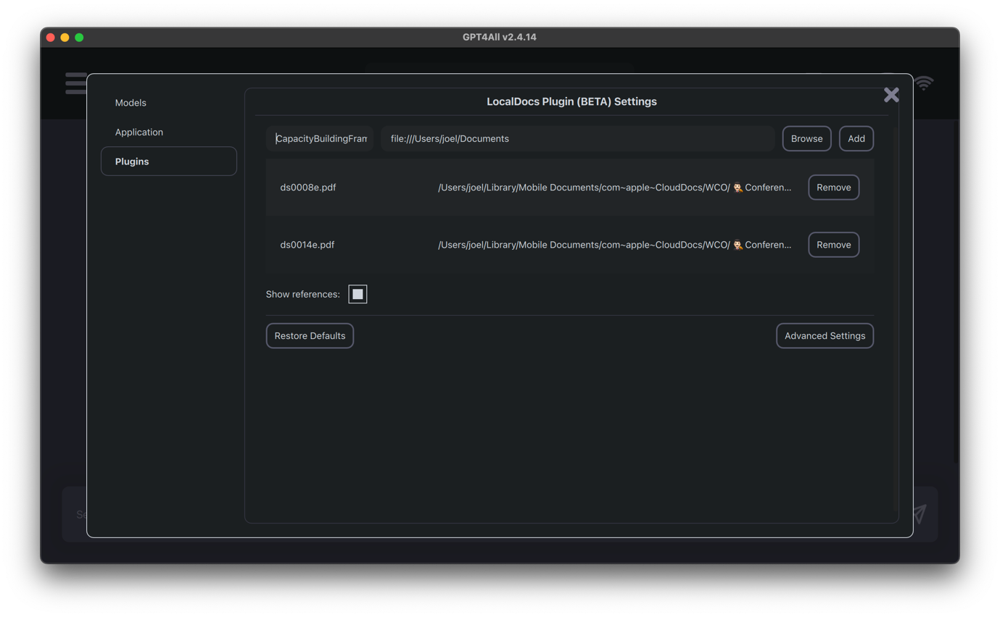 GPT4All v2.4.14
Models
Application
Plugins
LocalDocs Plugin (BETA) Settings
CapacityBuildingFran file:///Users/joel/Documents Browse Add
ds0008e.pdf /Users/joel/Library/Mobile Documents/com~apple~CloudDocs/WCO/ 🧛🏻 Conferen... Remove
ds0014e.pdf /Users/joel/Library/Mobile Documents/com~apple~CloudDocs/WCO/ 🧛🏻 Conferen... Remove
Show references:
Restore Defaults Advanced Settings
Se